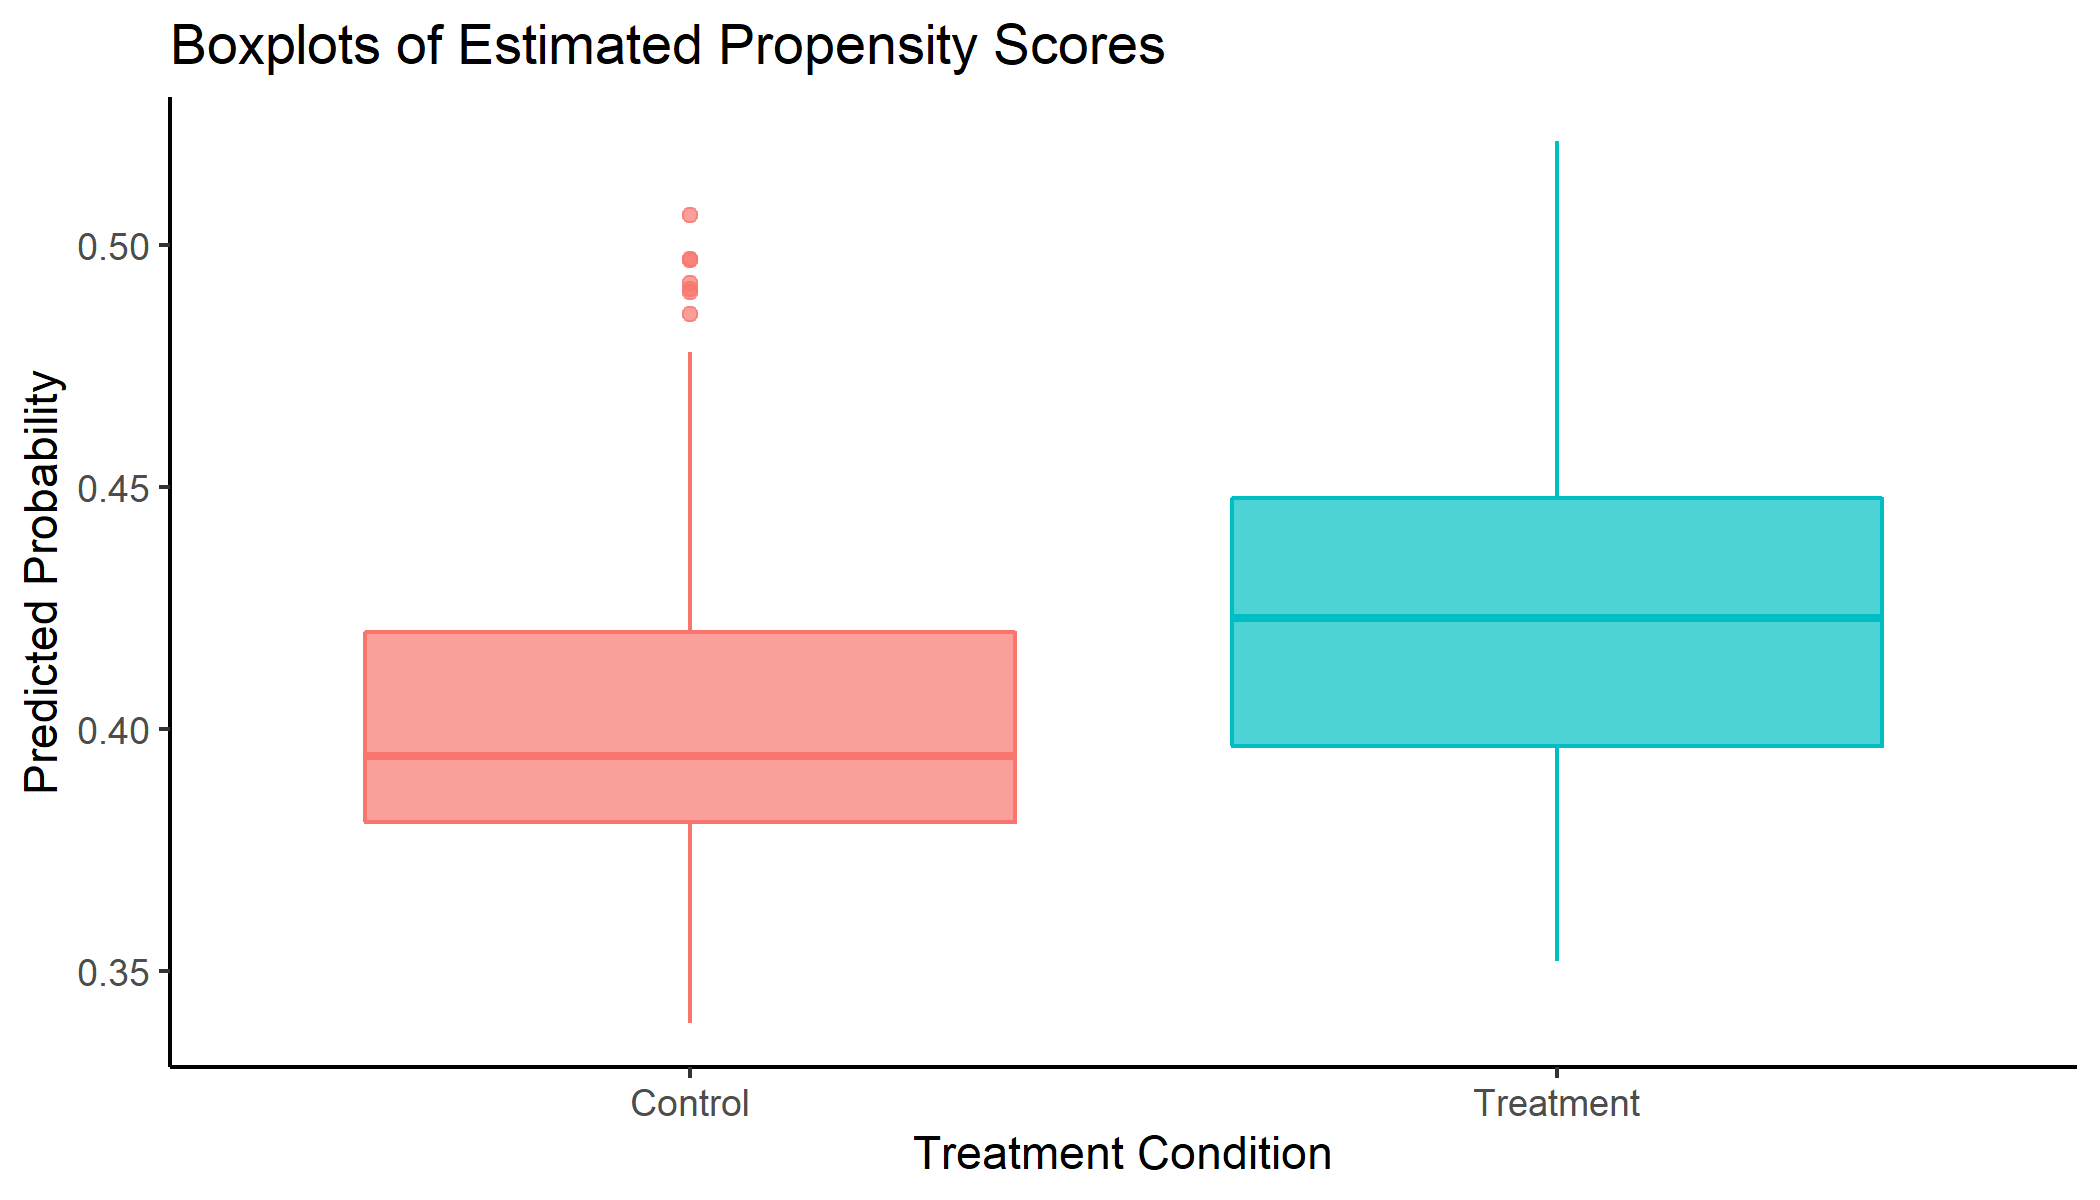 Boxplots of Estimated Propensity Scores
Predicted Probability
0.50
0.45
0.40
0.35
Control
Treatment
Treatment Condition